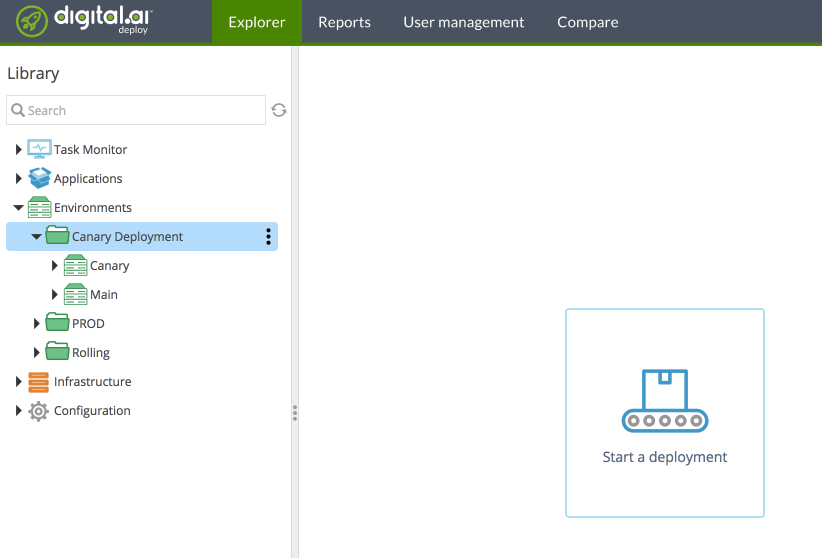 digital.ai
deploy
Explorer Reports User management Compare
Library
Search
Task Monitor
Applications
Environments
Canary Deployment
Canary
Main
PROD
Rolling
Infrastructure
Configuration
Start a deployment